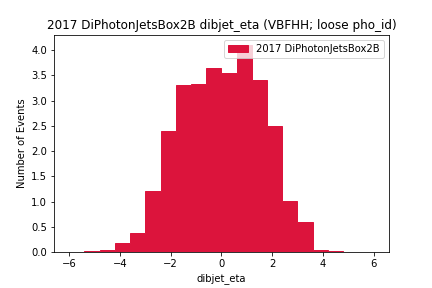 2017 DiPhotonJetsBox2B dibjet_eta (VBFHH; loose pho_id)
2017 DiPhotonJetsBox2B
4.0
3.5
3.0
2.5
2.0
1.5
1.0
0.5
0.0
Number of Events
−6 −4 −2 0 2 4 6
dibjet_eta